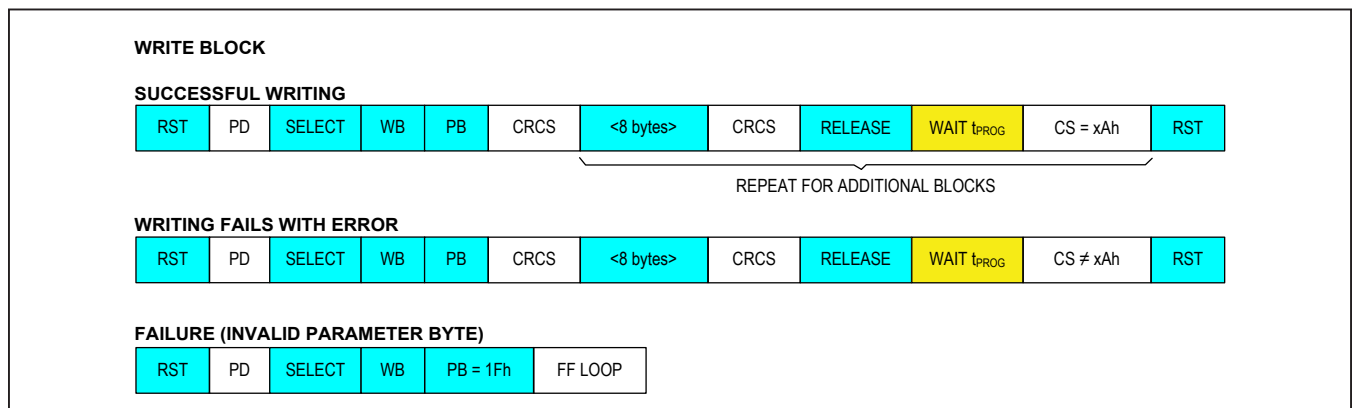 WRITE BLOCK
SUCCESSFUL WRITING
RST PD SELECT WB PB CRCS <8 bytes> CRCS RELEASE WAIT tPROG CS = xAh RST
REPEAT FOR ADDITIONAL BLOCKS
WRITING FAILS WITH ERROR
RST PD SELECT WB PB CRCS <8 bytes> CRCS RELEASE WAIT tPROG CS ≠ xAh RST
FAILURE (INVALID PARAMETER BYTE)
RST PD SELECT WB PB = 1Fh FF LOOP